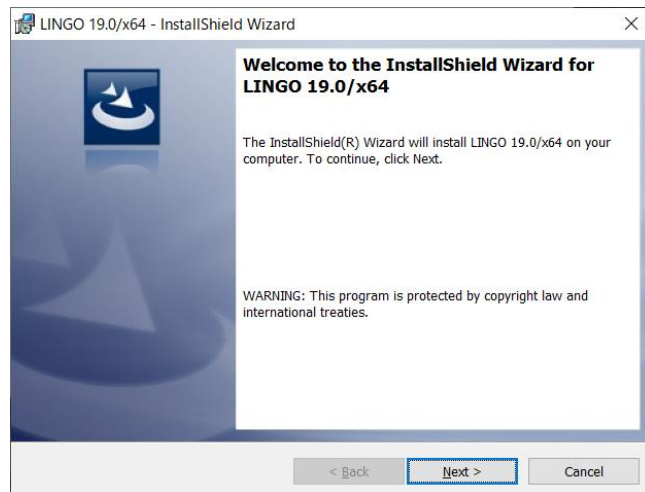 LINGO 19.0/x64 - InstallShield Wizard
Welcome to the InstallShield Wizard for
LINGO 19.0/x64
The InstallShield(R) Wizard will install LINGO 19.0/x64 on your
computer. To continue, click Next.
WARNING: This program is protected by copyright law and
international treaties.
< Back
Next >
Cancel